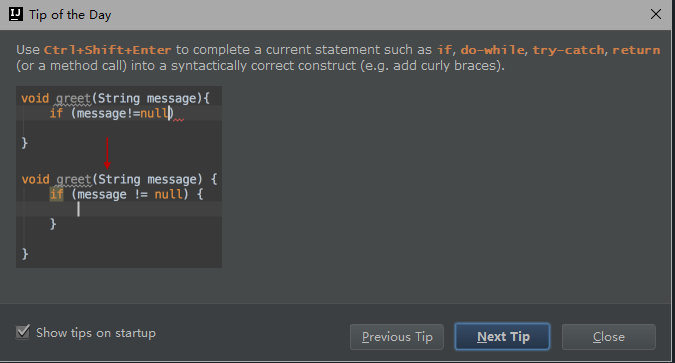 IJ Tip of the Day
Use Ctrl+Shift+Enter to complete a current statement such as if, do-while, try-catch, return
(or a method call) into a syntactically correct construct (e.g. add curly braces).
void greet(String message){
if (message!=null)
}
void greet(String message) {
if (message != null) {
}
}
Show tips on startup
Previous Tip
Next Tip
Close